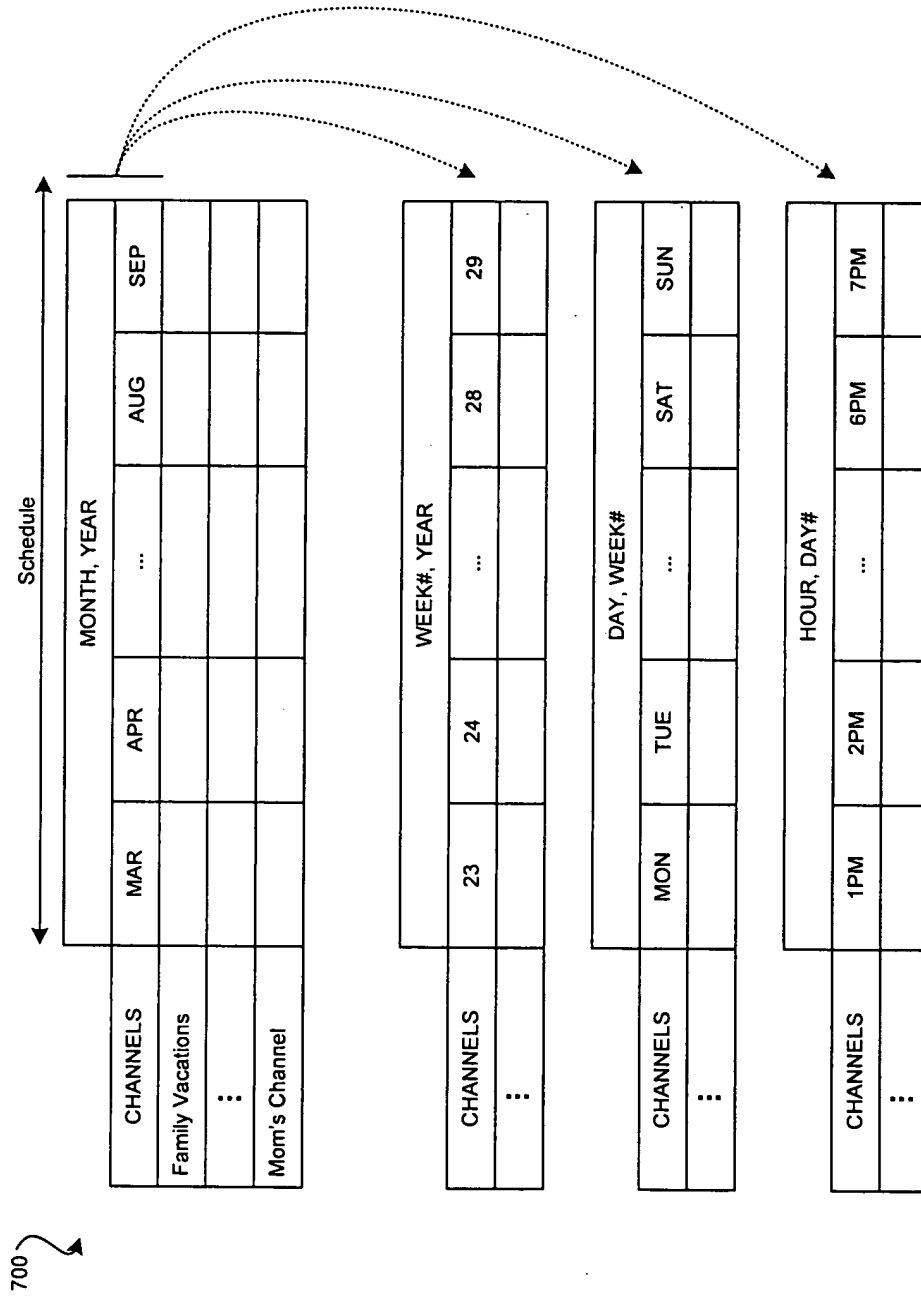 700
Schedule
MONTH, YEAR
CHANNELS MAR APR ... AUG SEP
Family Vacations
⋮
Mom's Channel
WEEK#, YEAR
CHANNELS 23 24 ... 28 29
⋮
DAY, WEEK#
CHANNELS MON TUE ... SAT SUN
⋮
HOUR, DAY#
CHANNELS 1PM 2PM ... 6PM 7PM
⋮